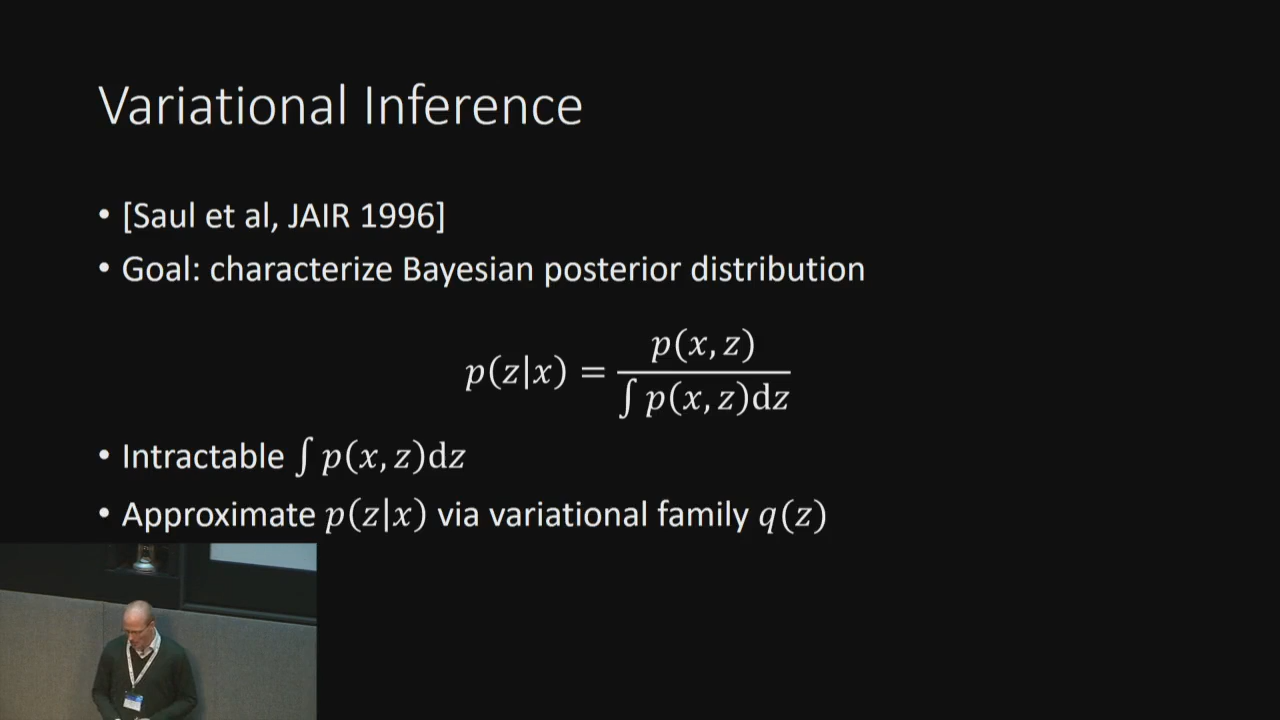 Variational Inference
• [Saul et al, JAIR 1996]
• Goal: characterize Bayesian posterior distribution
p(z|x) = p(x, z) / ∫ p(x, z)dz
• Intractable ∫ p(x, z)dz
• Approximate p(z|x) via variational family q(z)